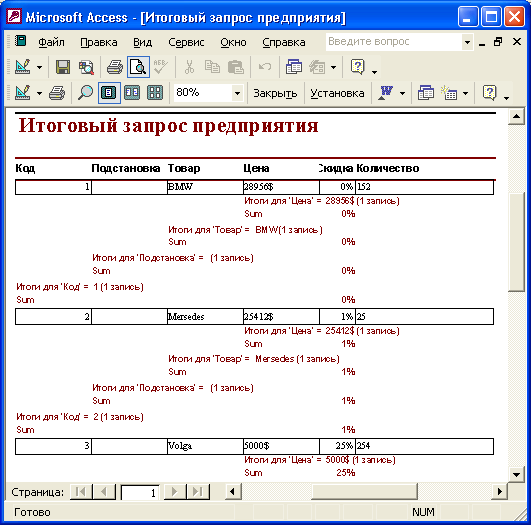 Microsoft Access - [Итоговый запрос предприятия]
Файл Правка Вид Сервис Окно Справка Введите вопрос
80% Закрыть Установка
Итоговый запрос предприятия
Код Подстановка Товар Цена Скидка Количество
1 BMW 28956$ 0% 152
Итоги для 'Цена' = 28956$ (1 запись)
Sum 0%
Итоги для 'Товар' = BMW (1 запись)
Sum 0%
Итоги для 'Подстановка' = (1 запись)
Sum 0%
Итоги для 'Код' = 1 (1 запись)
Sum 0%
2 Mersedes 25412$ 1% 25
Итоги для 'Цена' = 25412$ (1 запись)
Sum 1%
Итоги для 'Товар' = Mersedes (1 запись)
Sum 1%
Итоги для 'Подстановка' = (1 запись)
Sum 1%
Итоги для 'Код' = 2 (1 запись)
Sum 1%
3 Volga 5000$ 25% 254
Итоги для 'Цена' = 5000$ (1 запись)
Sum 25%
Страница: 1
Готово NUM